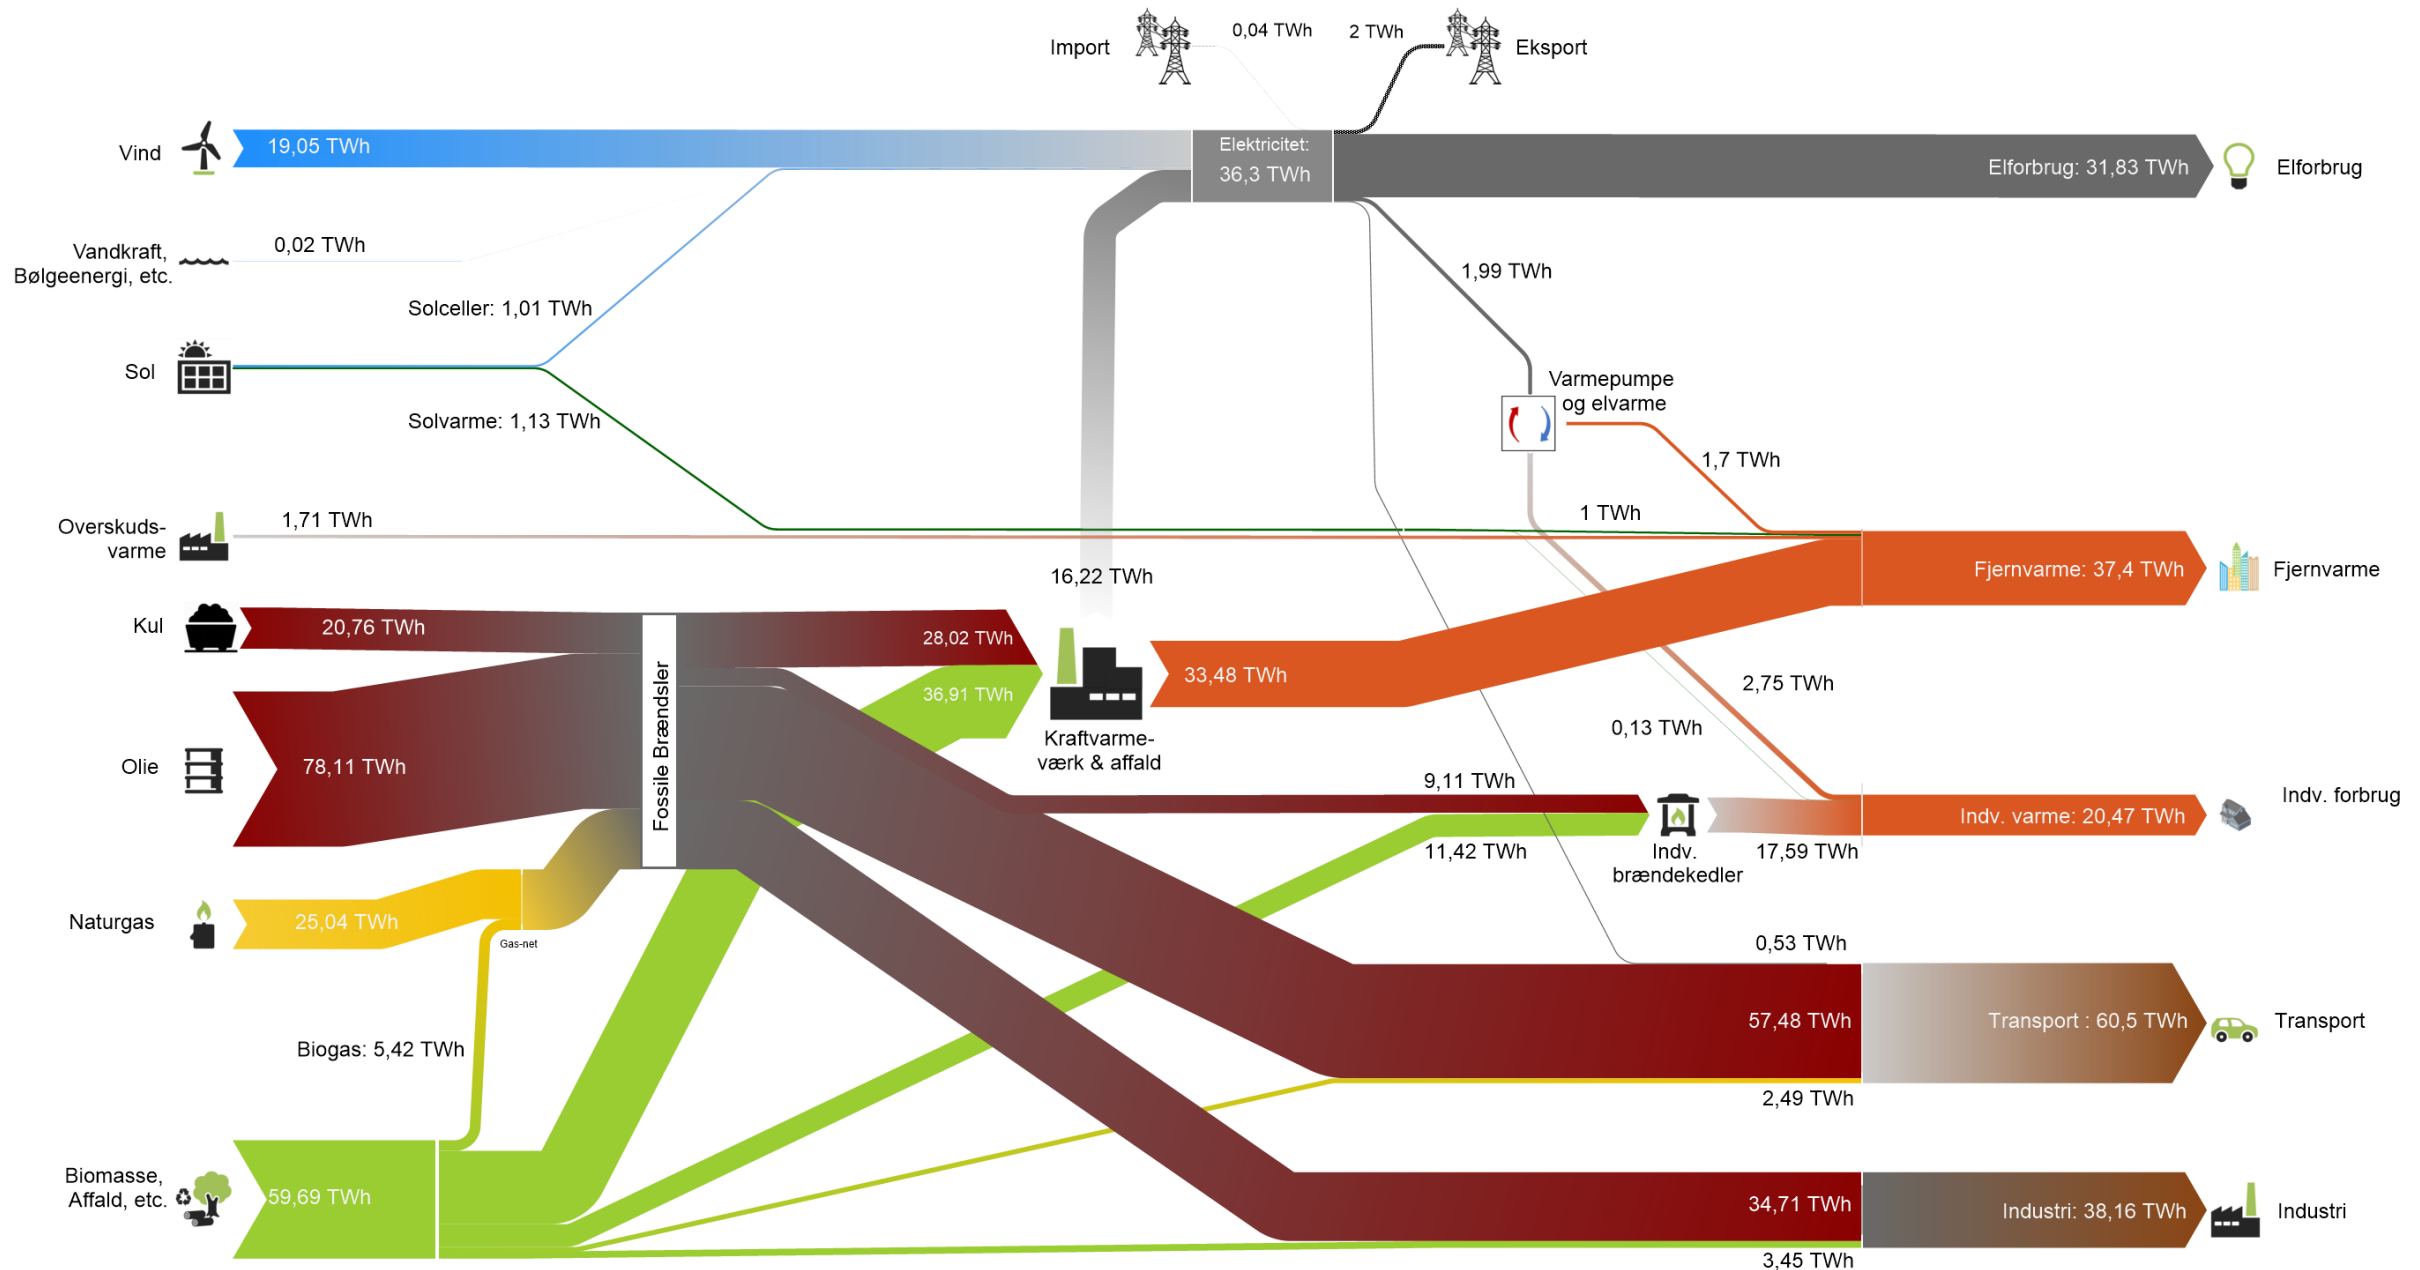 Import
0,04 TWh
2 TWh
Eksport
Vind
19,05 TWh
Elektricitet:
36,3 TWh
Elforbrug: 31,83 TWh
Elforbrug
Vandkraft,
Bølgeenergi, etc.
0,02 TWh
1,99 TWh
Solceller: 1,01 TWh
Sol
Varmepumpe
og elvarme
Solvarme: 1,13 TWh
1,7 TWh
Overskuds-
varme
1,71 TWh
1 TWh
16,22 TWh
Fjernvarme: 37,4 TWh
Fjernvarme
Kul
20,76 TWh
28,02 TWh
Fossile Brændsler
36,91 TWh
33,48 TWh
2,75 TWh
0,13 TWh
Kraftvarme-
værk & affald
Olie
78,11 TWh
9,11 TWh
Indv. varme: 20,47 TWh
Indv. forbrug
11,42 TWh
Indv.
brændekedler
17,59 TWh
Naturgas
25,04 TWh
Gas-net
0,53 TWh
57,48 TWh
Transport : 60,5 TWh
Transport
Biogas: 5,42 TWh
2,49 TWh
Biomasse,
Affald, etc.
59,69 TWh
34,71 TWh
Industri: 38,16 TWh
Industri
3,45 TWh